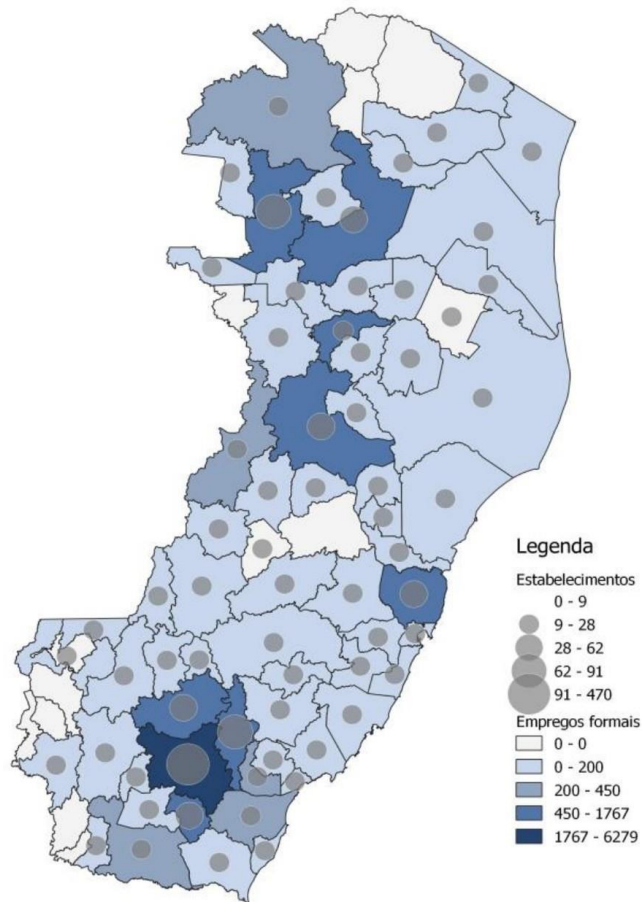 Legenda
Estabelecimentos
0 - 9
9 - 28
28 - 62
62 - 91
91 - 470
Empregos formais
0 - 0
0 - 200
200 - 450
450 - 1767
1767 - 6279